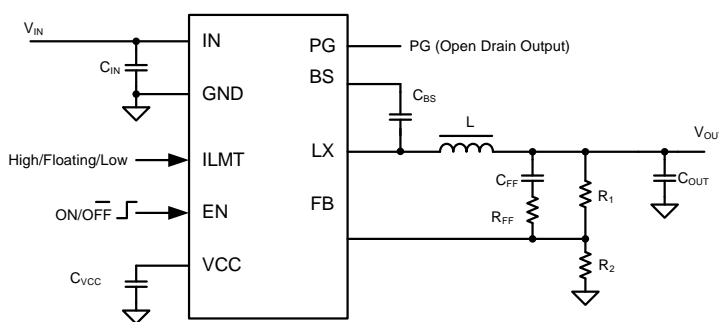 VIN
IN
CIN
GND
High/Floating/Low
ILMT
ON/OFF
EN
VCC
CVCC
PG
PG (Open Drain Output)
BS
CBS
LX
L
VOU
CFF
RFF
R1
COUT
FB
R2